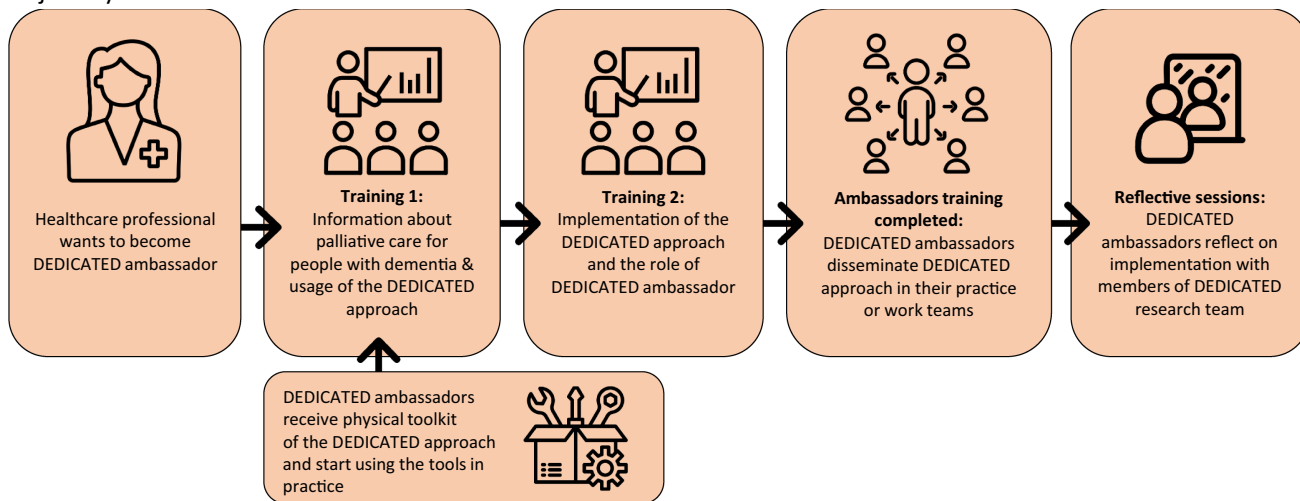 Healthcare professional
wants to become
DEDICATED ambassador
Training 1:
Information about
palliative care for
people with dementia &
usage of the DEDICATED
approach
Training 2:
Implementation of the
DEDICATED approach
and the role of
DEDICATED ambassador
Ambassadors training
completed:
DEDICATED ambassadors
disseminate DEDICATED
approach in their practice
or work teams
Reflective sessions:
DEDICATED
ambassadors reflect on
implementation with
members of DEDICATED
research team
DEDICATED ambassadors
receive physical toolkit
of the DEDICATED approach
and start using the tools in
practice